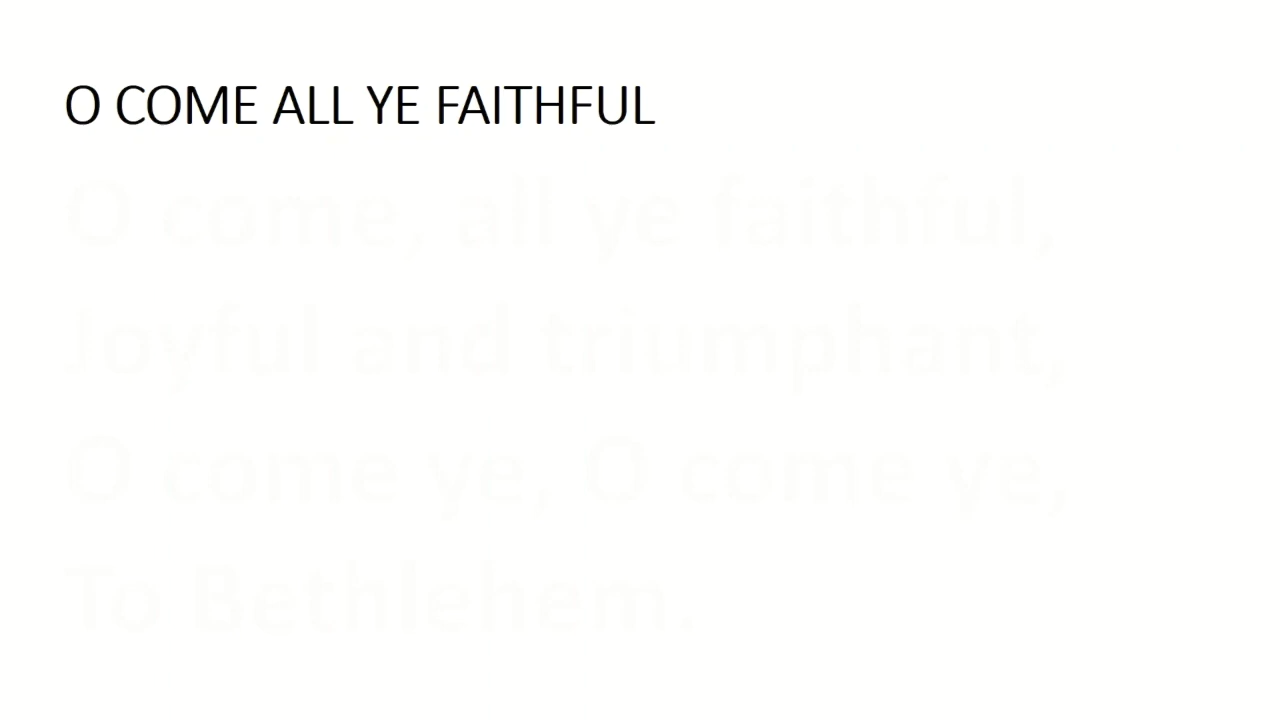 O COME ALL YE FAITHFUL
O come, all ye faithful,
Joyful and triumphant,
O come ye, O come ye,
To Bethlehem.